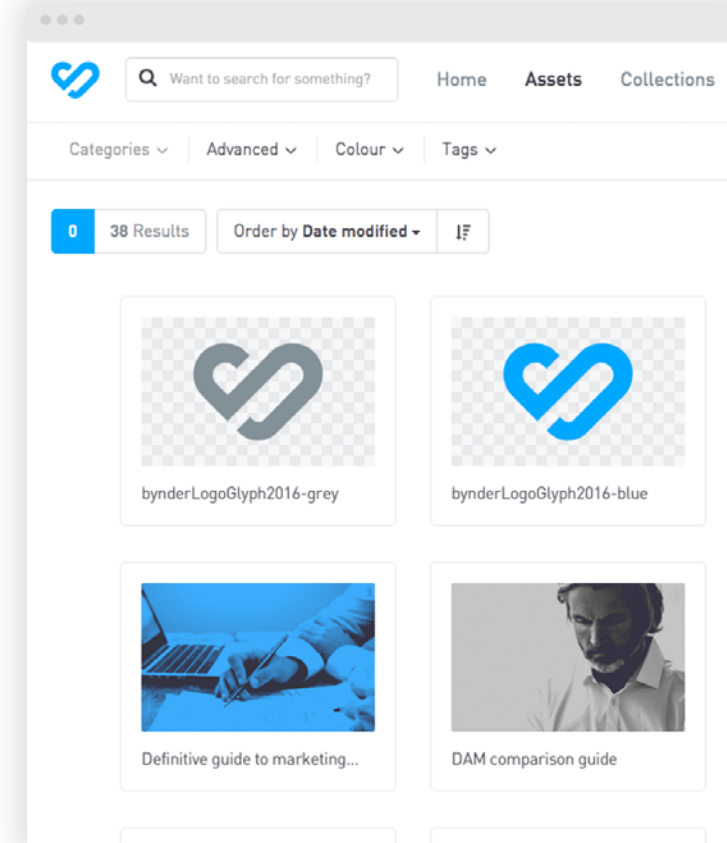 Want to search for something?
Home
Assets
Collections
Categories
Advanced
Colour
Tags
0
38 Results
Order by Date modified
bynderLogoGlyph2016-grey
bynderLogoGlyph2016-blue
Definitive guide to marketing...
DAM comparison guide